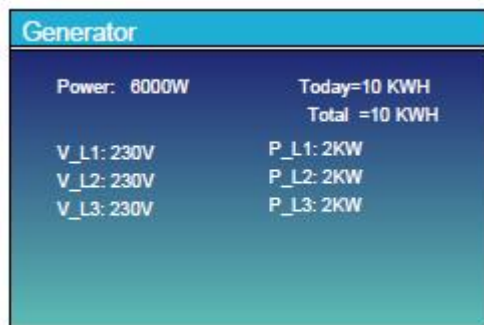 Generator
Power: 6000W Today=10 KWH
Total =10 KWH
V_L1: 230V P_L1: 2KW
V_L2: 230V P_L2: 2KW
V_L3: 230V P_L3: 2KW